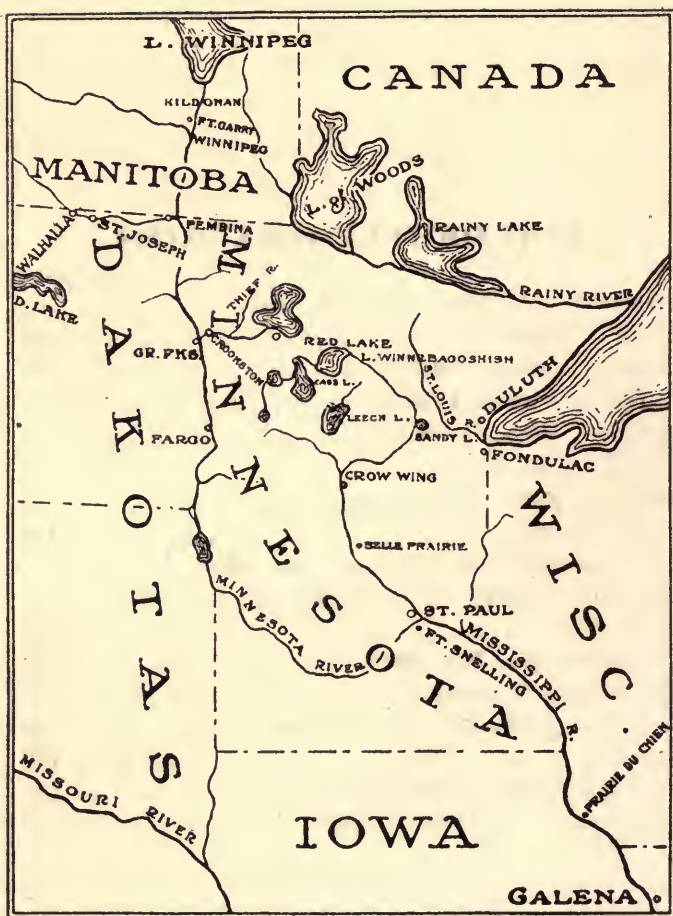 L. WINNIPEG
CANADA
KILDONAN
FT. GARRY
WINNIPEG
MANITOBA
L. of WOODS
WALHALLA
ST. JOSEPH
PEMBINA
RAINY LAKE
D. LAKE
THIEF R.
RAINY RIVER
GR. FKS.
CROOKSTON
RED LAKE
L. WINNEBAGOSHISH
CASS L.
ST. LOUIS R.
DULUTH
LEECH L.
SANDY L.
FARGO
FONDULAC
CROW WING
BELLE PRAIRIE
MINNESOTA
DAKOTAS
WISC.
ST. PAUL
MINNESOTA RIVER
FT. SNELLING
MISSISSIPPI R.
PRAIRIE DU CHIEN
MISSOURI RIVER
IOWA
GALENA